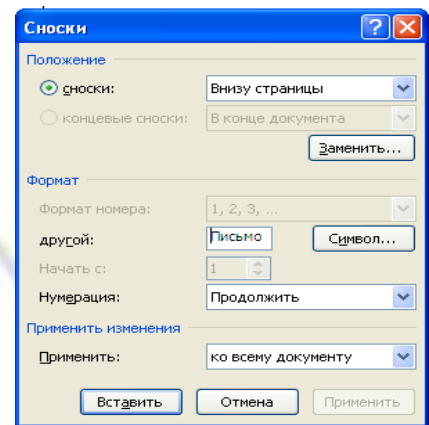 Сноски
Положение
сноски: Внизу страницы
концевые сноски: В конце документа
Заменить...
Формат
Формат номера: 1, 2, 3, ...
другой: Письмо Символ...
Начать с: 1
Нумерация: Продолжить
Применить изменения
Применить: ко всему документу
Вставить Отмена Применить